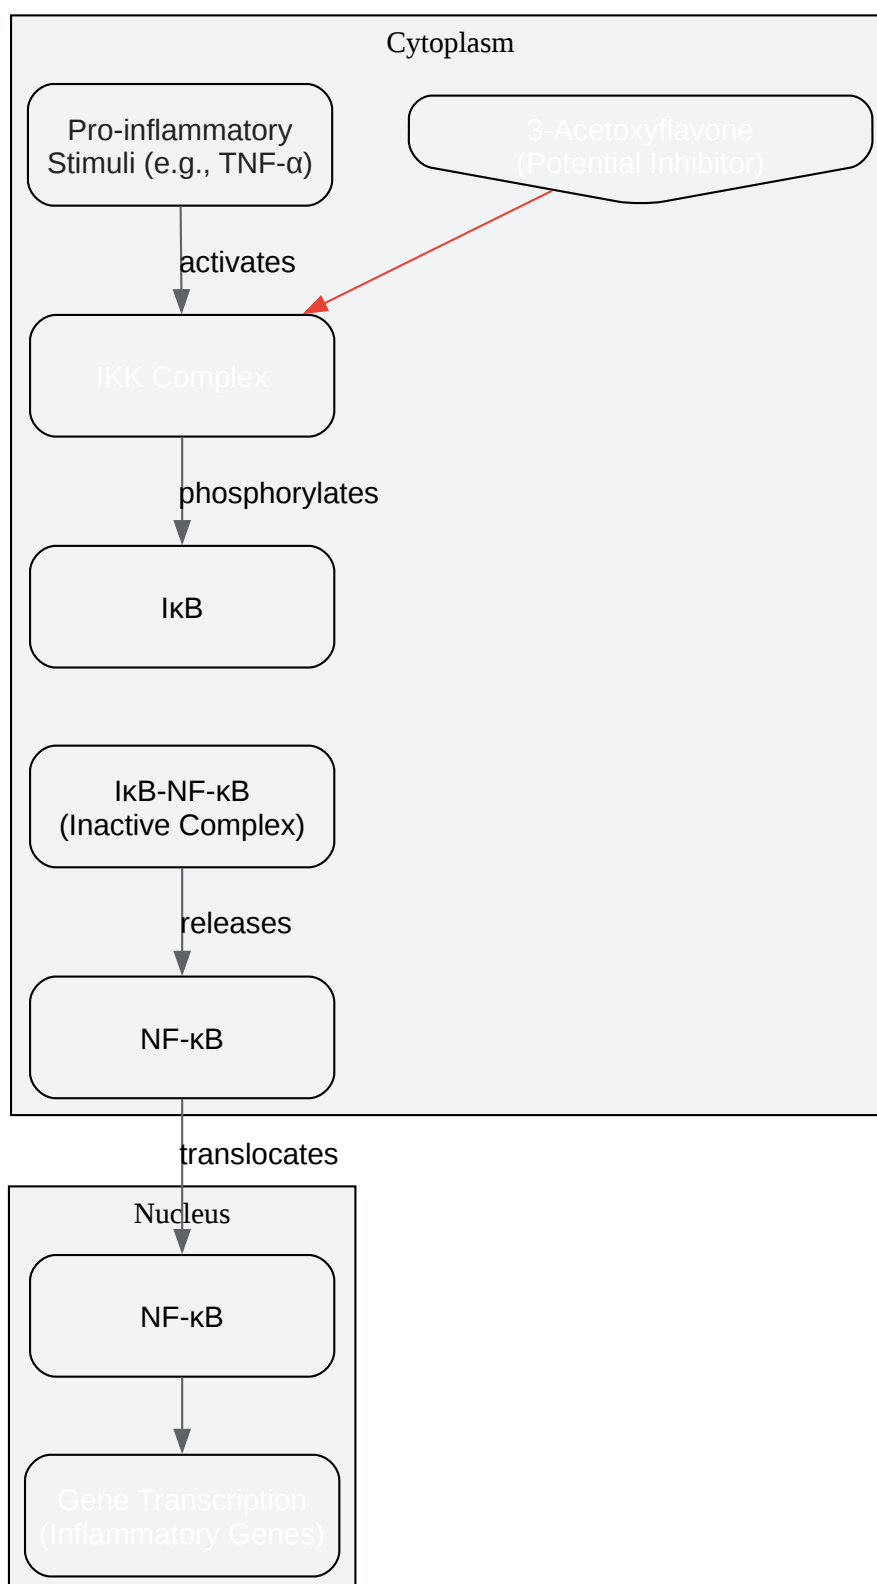 Cytoplasm
Pro-inflammatory
Stimuli (e.g., TNF-α)
3-Acetoxyflavone
(Potential Inhibitor)
activates
IKK Complex
phosphorylates
IκB
IκB-NF-κB
(Inactive Complex)
releases
NF-κB
translocates
Nucleus
NF-κB
Gene Transcription
(Inflammatory Genes)